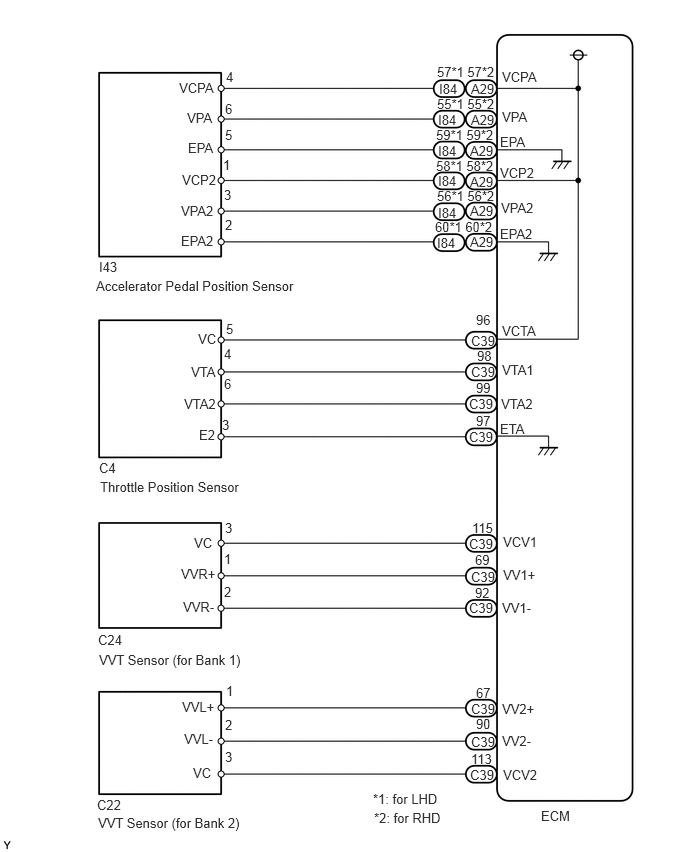 57*1 57*2
4
VCPA I84 A29 VCPA
55*1 55*2
6
VPA I84 A29 VPA
59*1 59*2
5
EPA I84 A29 EPA
58*1 58*2
1
VCP2 I84 A29 VCP2
56*1 56*2
3
VPA2 I84 A29 VPA2
60*1 60*2
2
EPA2 I84 A29 EPA2
I43
Accelerator Pedal Position Sensor
5 96
VC C39 VCTA
4 98
VTA C39 VTA1
6 99
VTA2 C39 VTA2
3 97
E2 C39 ETA
C4
Throttle Position Sensor
3 115
VC C39 VCV1
1 69
VVR+ C39 VV1+
2 92
VVR- C39 VV1-
C24
VVT Sensor (for Bank 1)
1 67
VVL+ C39 VV2+
2 90
VVL- C39 VV2-
3 113
VC C39 VCV2
C22
VVT Sensor (for Bank 2)
*1: for LHD
*2: for RHD
ECM
Y